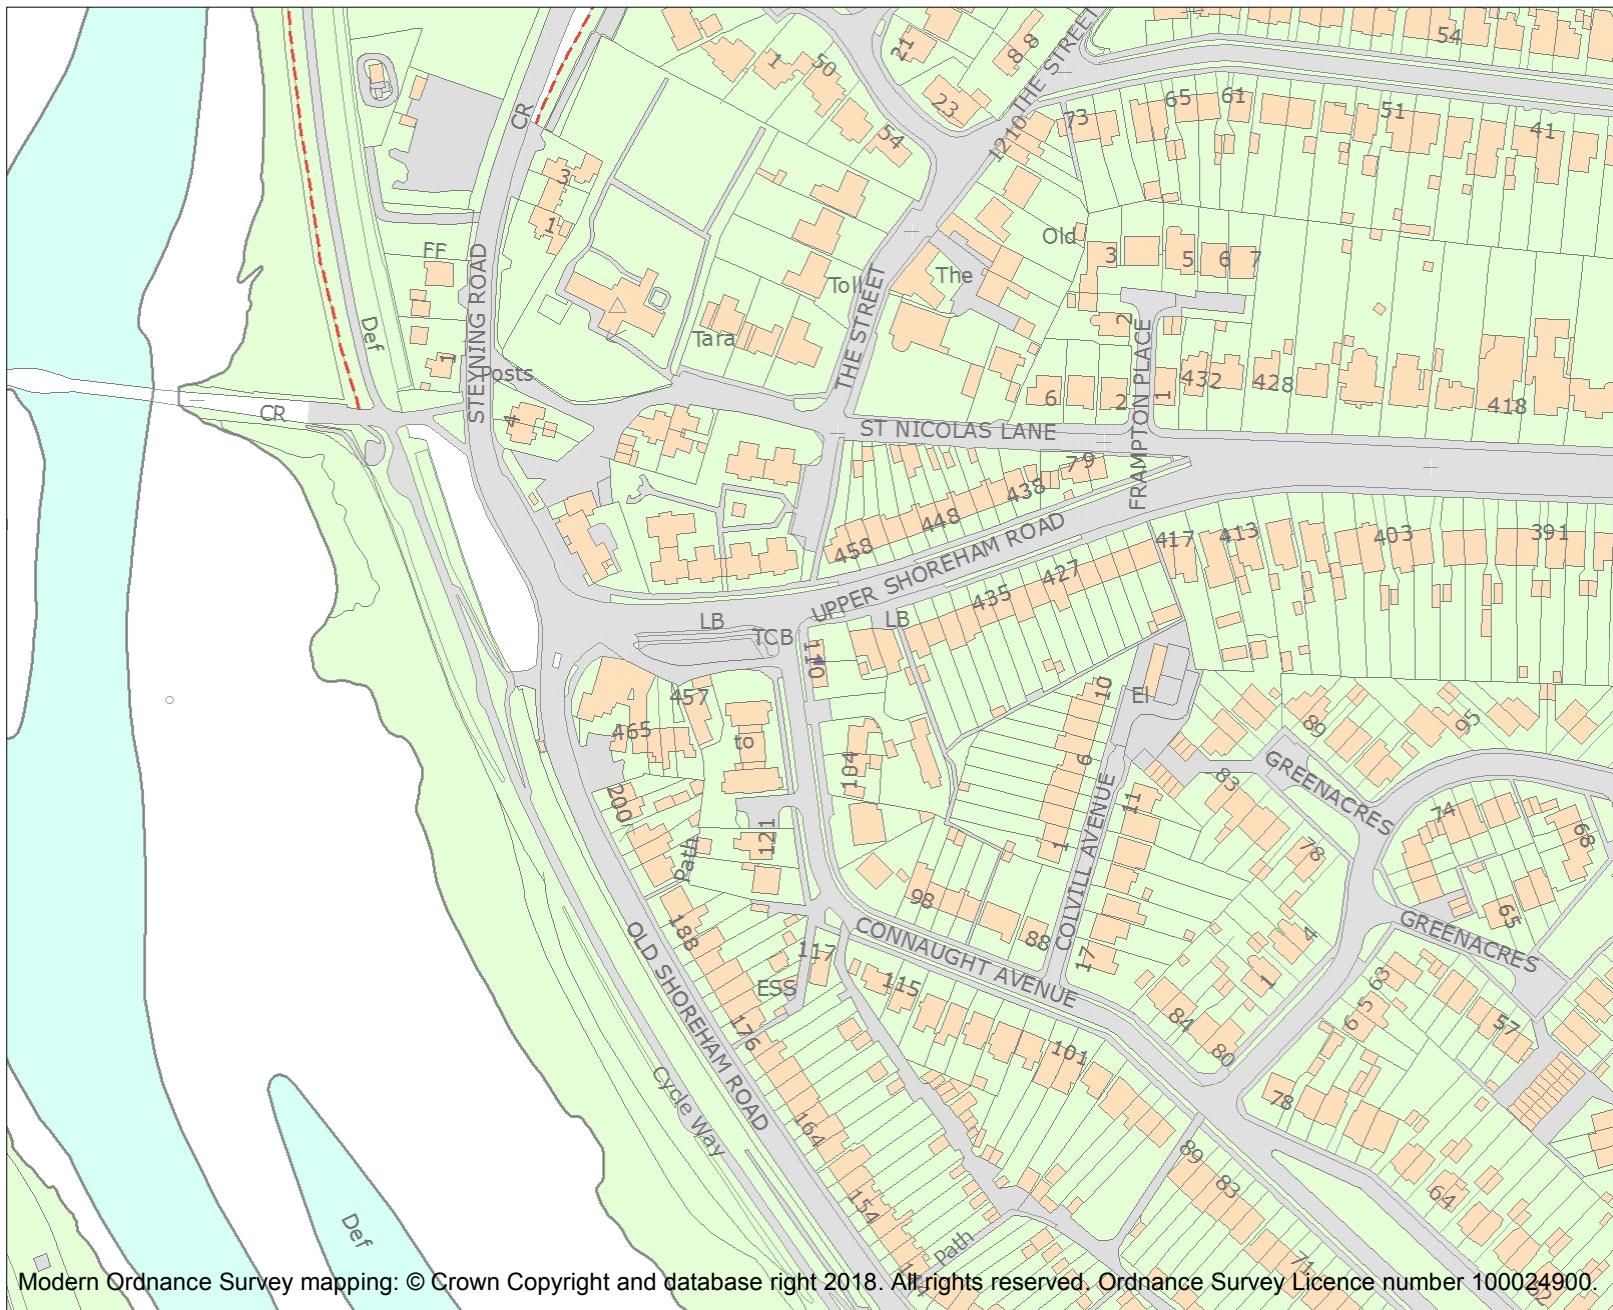 54
1
50
21
8 8
THE STREET
CR
23
1210
73
65
61
51
41
54
3
1
FF
STEYNING ROAD
Old
3
5
6
7
The
Toll
THE STREET
2
Def
Tara
1
Posts
FRAMPTON PLACE
432
428
418
6
2
1
CR
4
ST NICOLAS LANE
79
438
448
458
UPPER SHOREHAM ROAD
417
413
403
391
427
435
LB
LB
TCB
110
457
465
to
104
10
El
89
95
6
GREENACRES
83
11
74
68
78
200
121
Path
1
COLVILL AVENUE
98
88
65
GREENACRES
188
OLD SHOREHAM ROAD
CONNAUGHT AVENUE
117
17
4
1
ESS
115
63
5
6
57
84
80
176
101
78
Cycle Way
164
89
83
64
154
Path
Def
71
62
Modern Ordnance Survey mapping: © Crown Copyright and database right 2018. All rights reserved. Ordnance Survey Licence number 100024900.